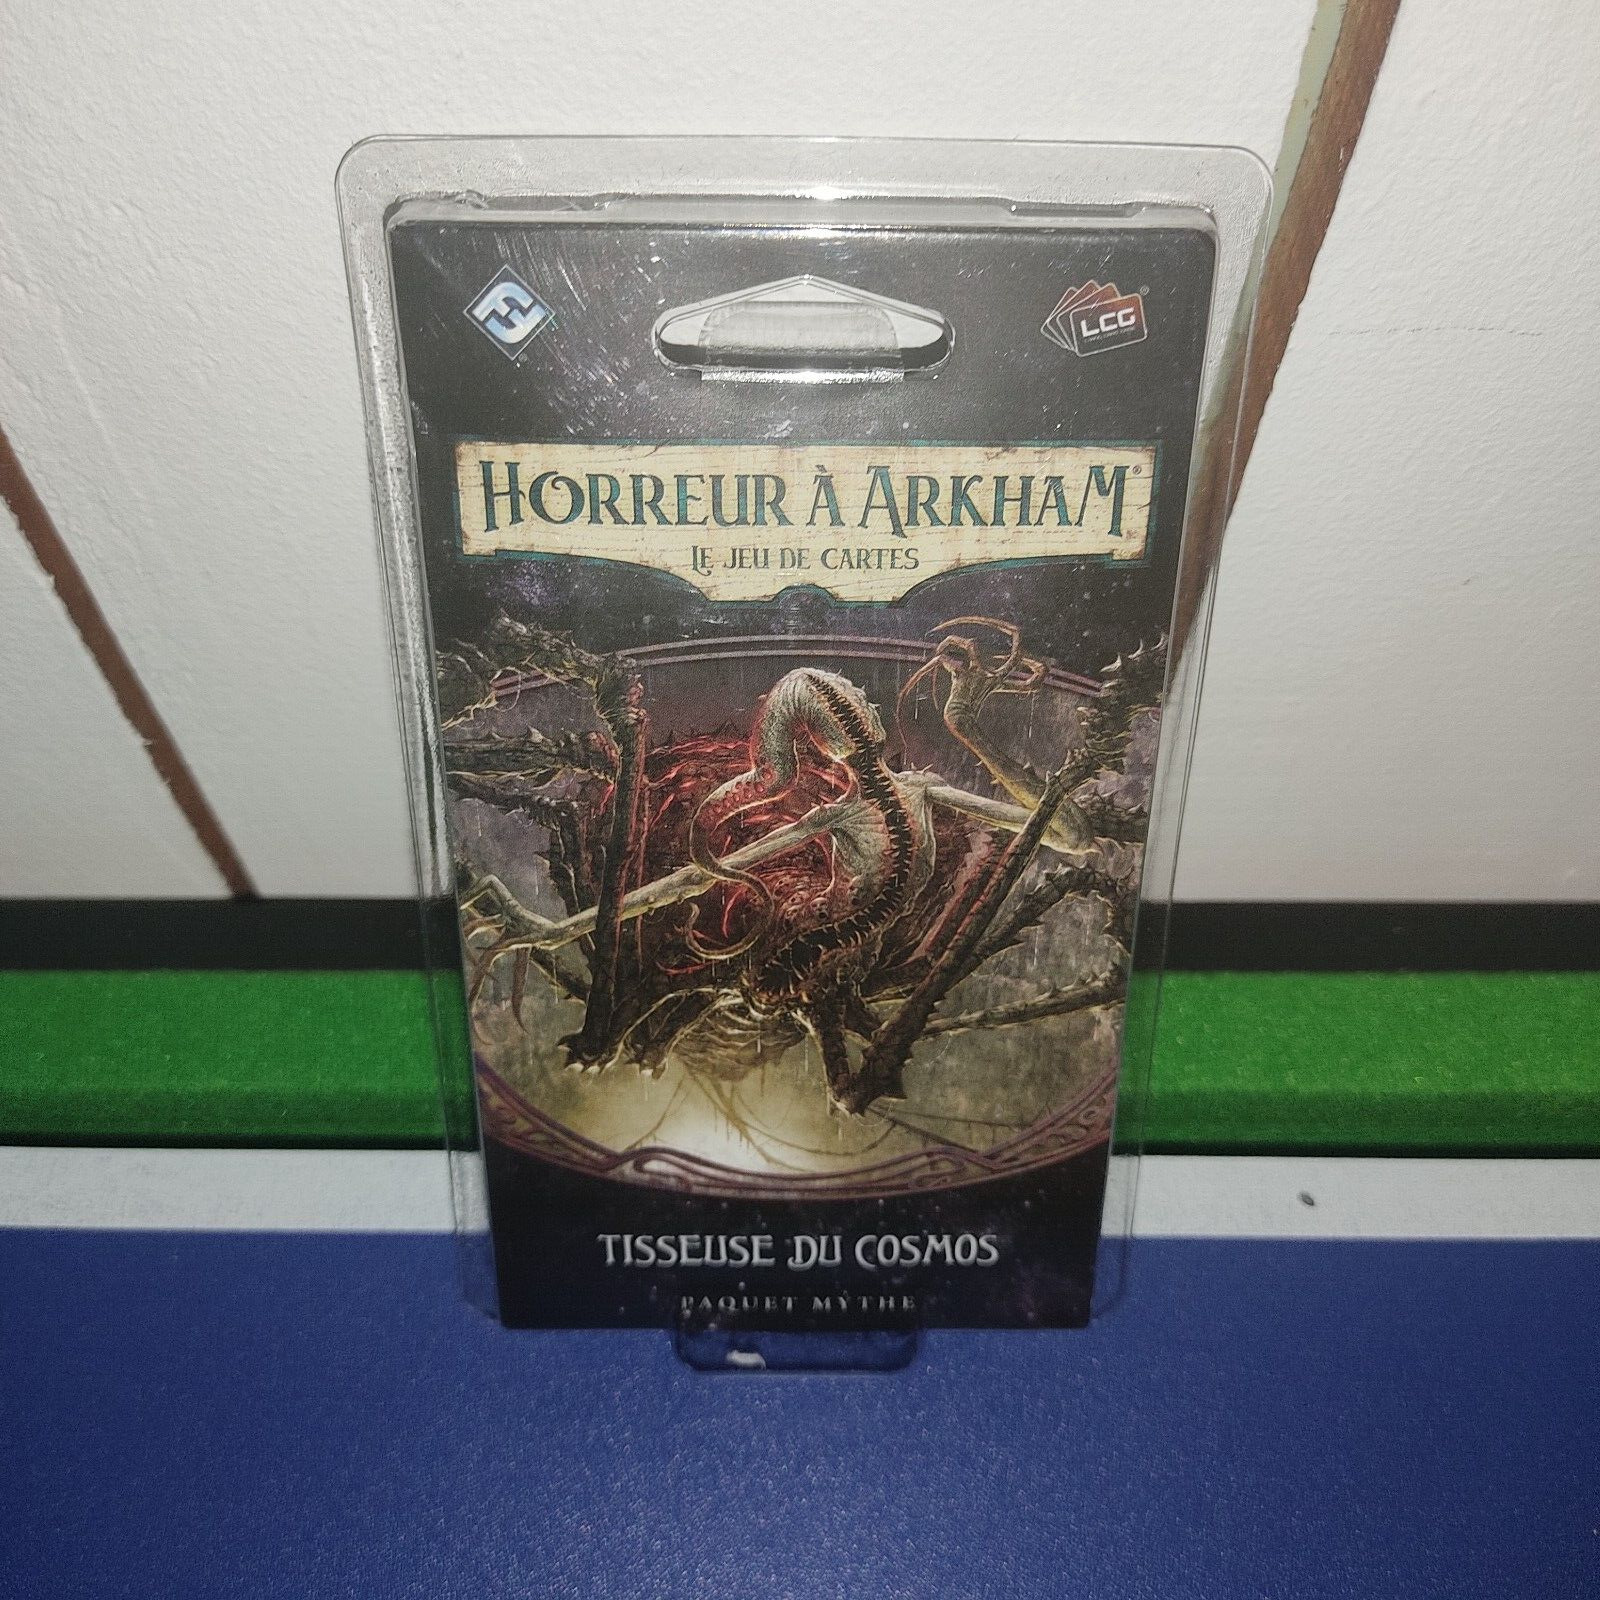 LCG
HORREUR À ARKHAM®
LE JEU DE CARTES
TISSEUSE DU COSMOS
PAQUET MYTHE